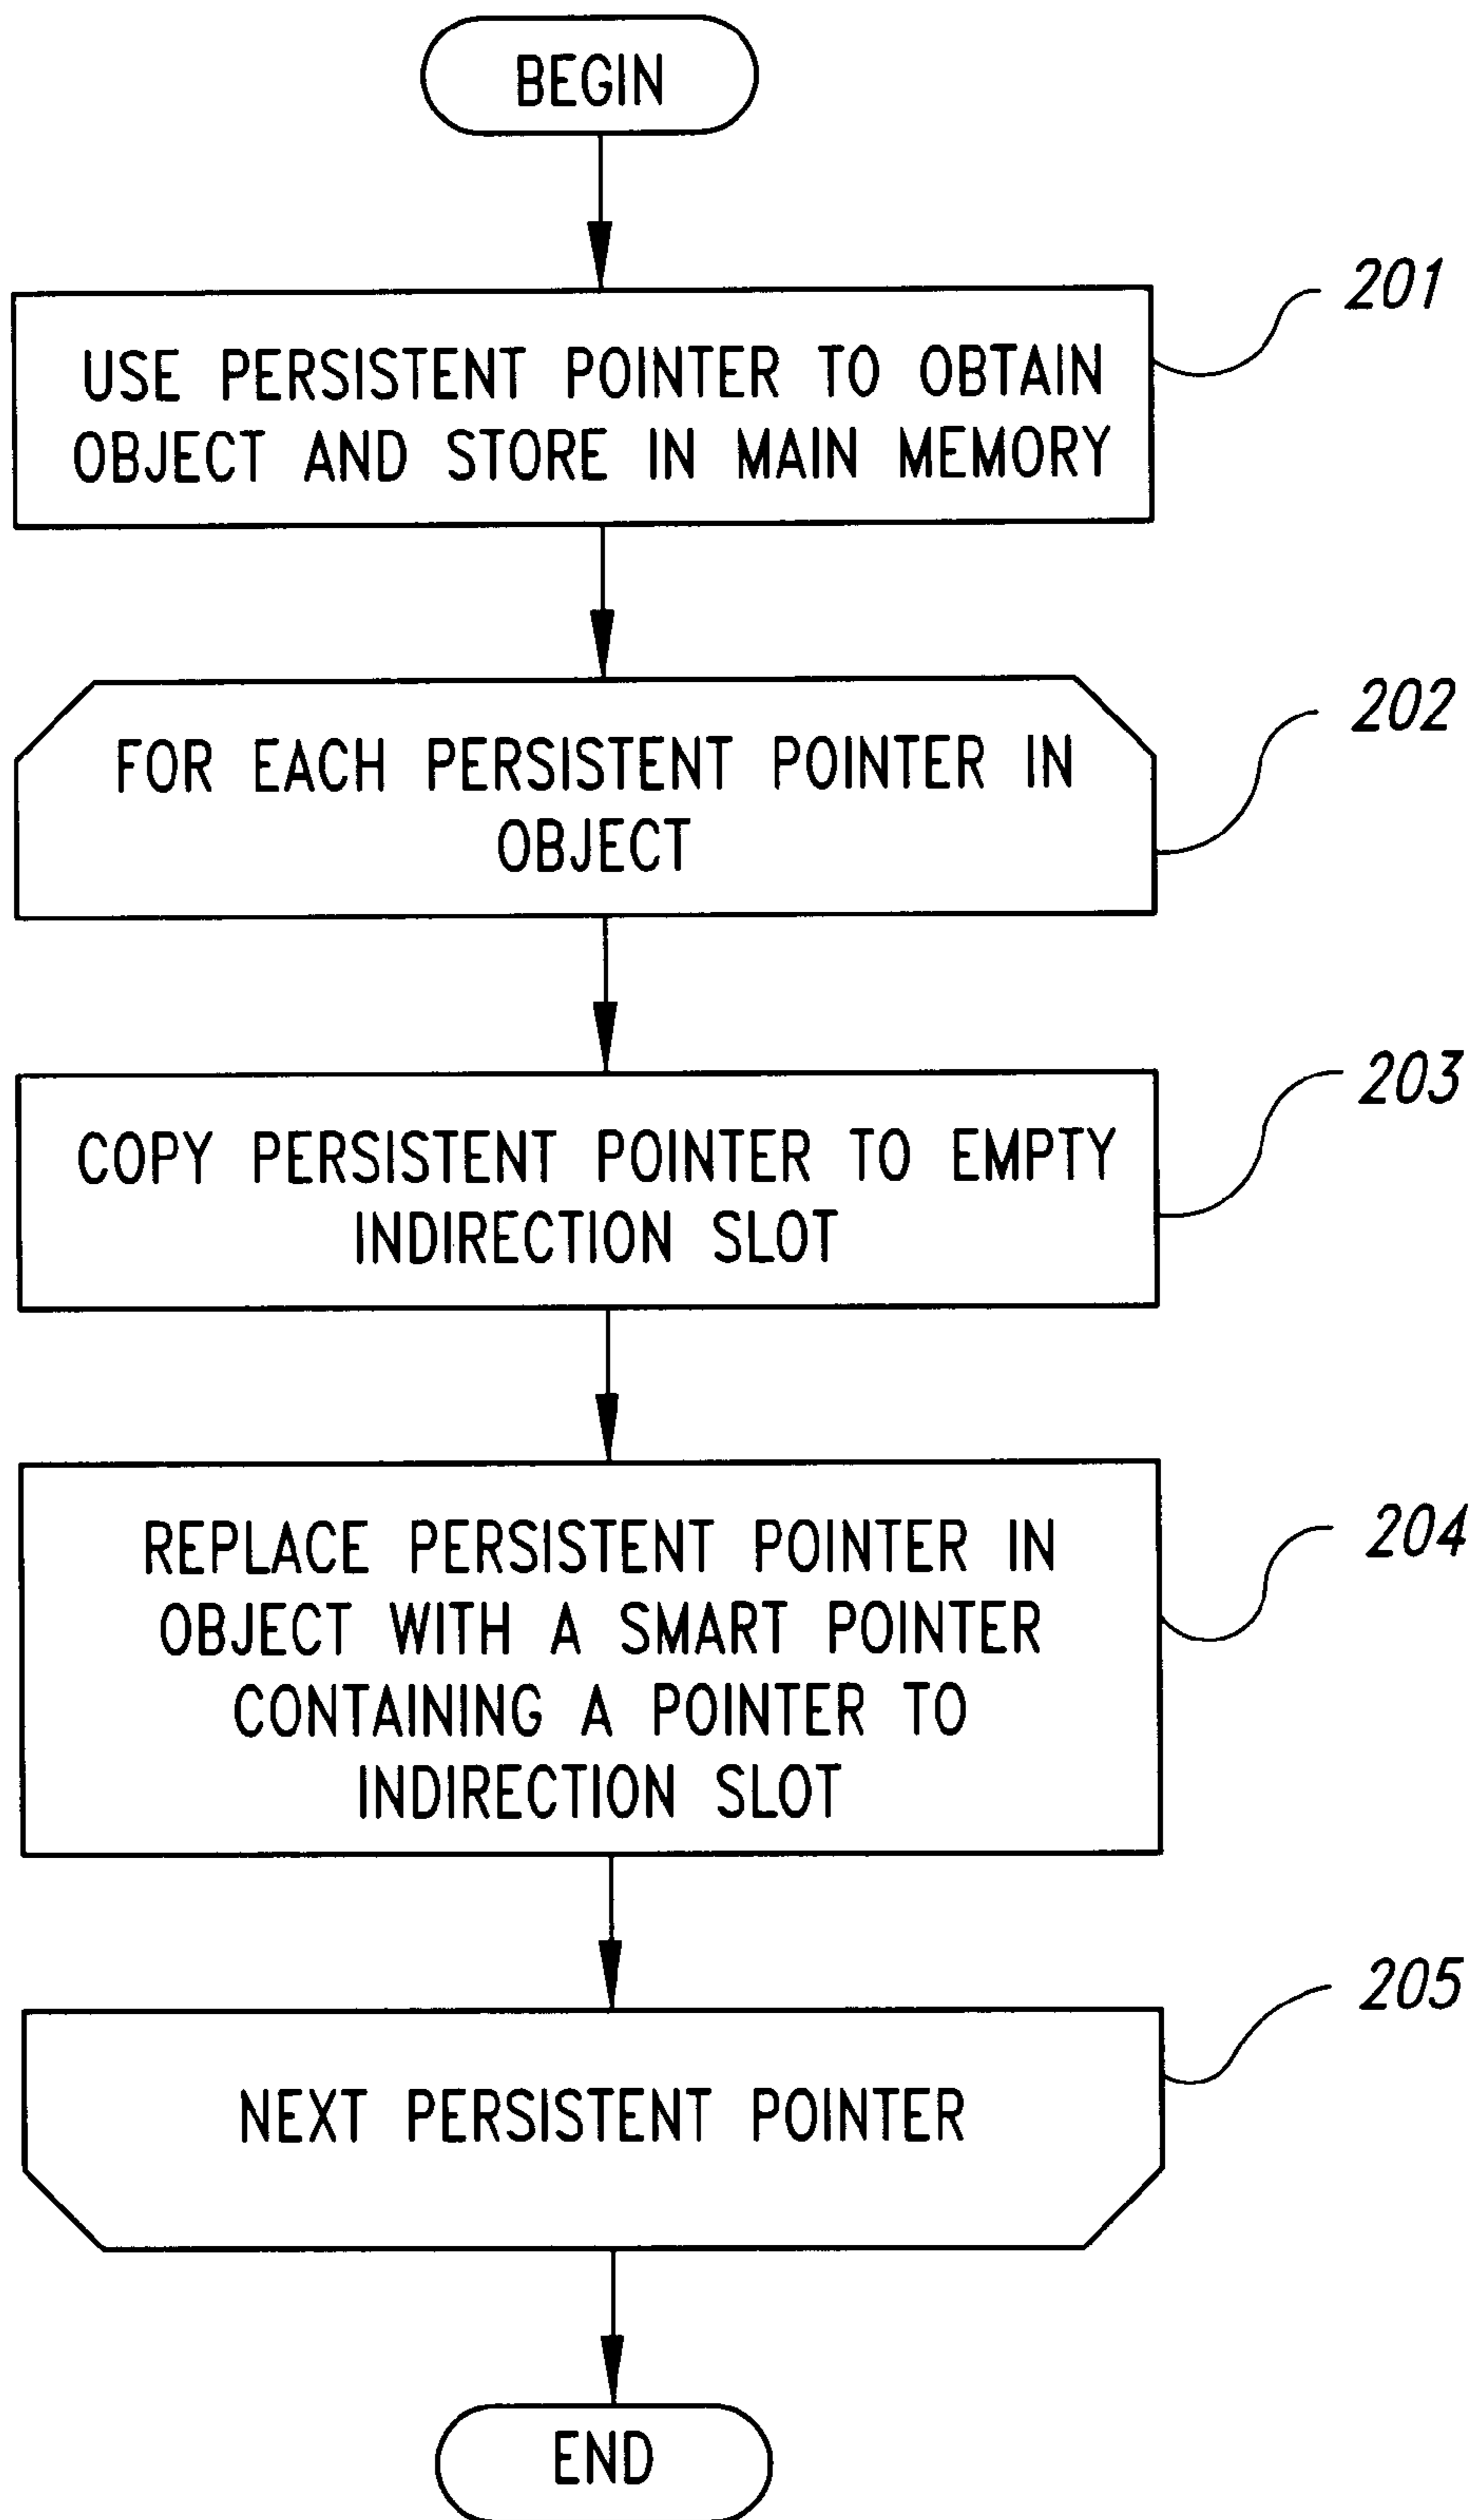 BEGIN
201
USE PERSISTENT POINTER TO OBTAIN
OBJECT AND STORE IN MAIN MEMORY
202
FOR EACH PERSISTENT POINTER IN
OBJECT
203
COPY PERSISTENT POINTER TO EMPTY
INDIRECTION SLOT
204
REPLACE PERSISTENT POINTER IN
OBJECT WITH A SMART POINTER
CONTAINING A POINTER TO
INDIRECTION SLOT
205
NEXT PERSISTENT POINTER
END